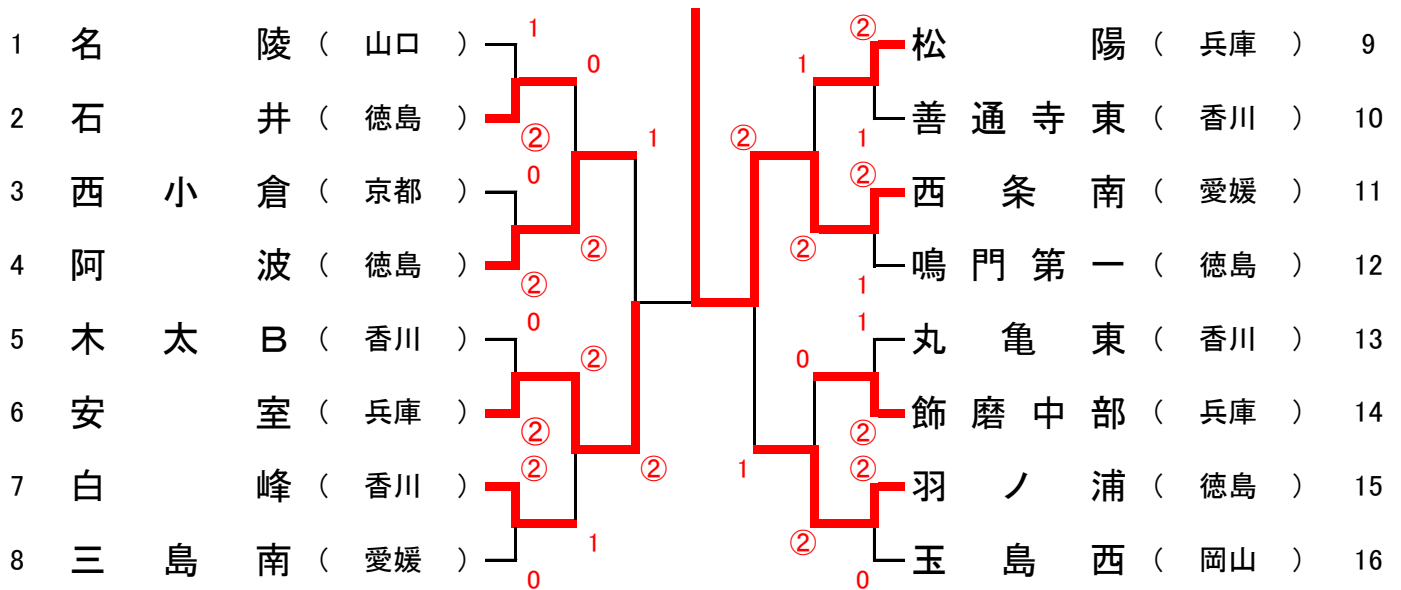 1 名陵 ( 山口 ) 1 ② 松陽 ( 兵庫 ) 9
0 1
2 石井 ( 徳島 ) ② 1 ② 1 善通寺東 ( 香川 ) 10
3 西小倉 ( 京都 ) 0 ② 西条南 ( 愛媛 ) 11
② ②
4 阿波 ( 徳島 ) ② 1 鳴門第一 ( 徳島 ) 12
5 木太B ( 香川 ) 0 1 丸亀東 ( 香川 ) 13
② 0
6 安室 ( 兵庫 ) ② ② 飾磨中部 ( 兵庫 ) 14
7 白峰 ( 香川 ) ② ② 1 ② 羽ノ浦 ( 徳島 ) 15
1 ②
8 三島南 ( 愛媛 ) 0 0 玉島西 ( 岡山 ) 16